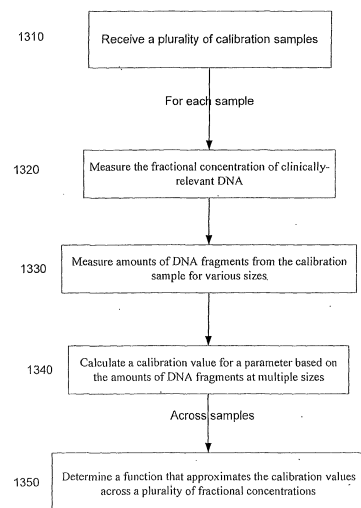 1310
Receive a plurality of calibration samples
For each sample
1320
Measure the fractional concentration of clinically-
relevant DNA
1330
Measure amounts of DNA fragments from the calibration
sample for various sizes.
1340
Calculate a calibration value for a parameter based on
the amounts of DNA fragments at multiple sizes
Across samples
1350
Determine a function that approximates the calibration values
across a plurality of fractional concentrations